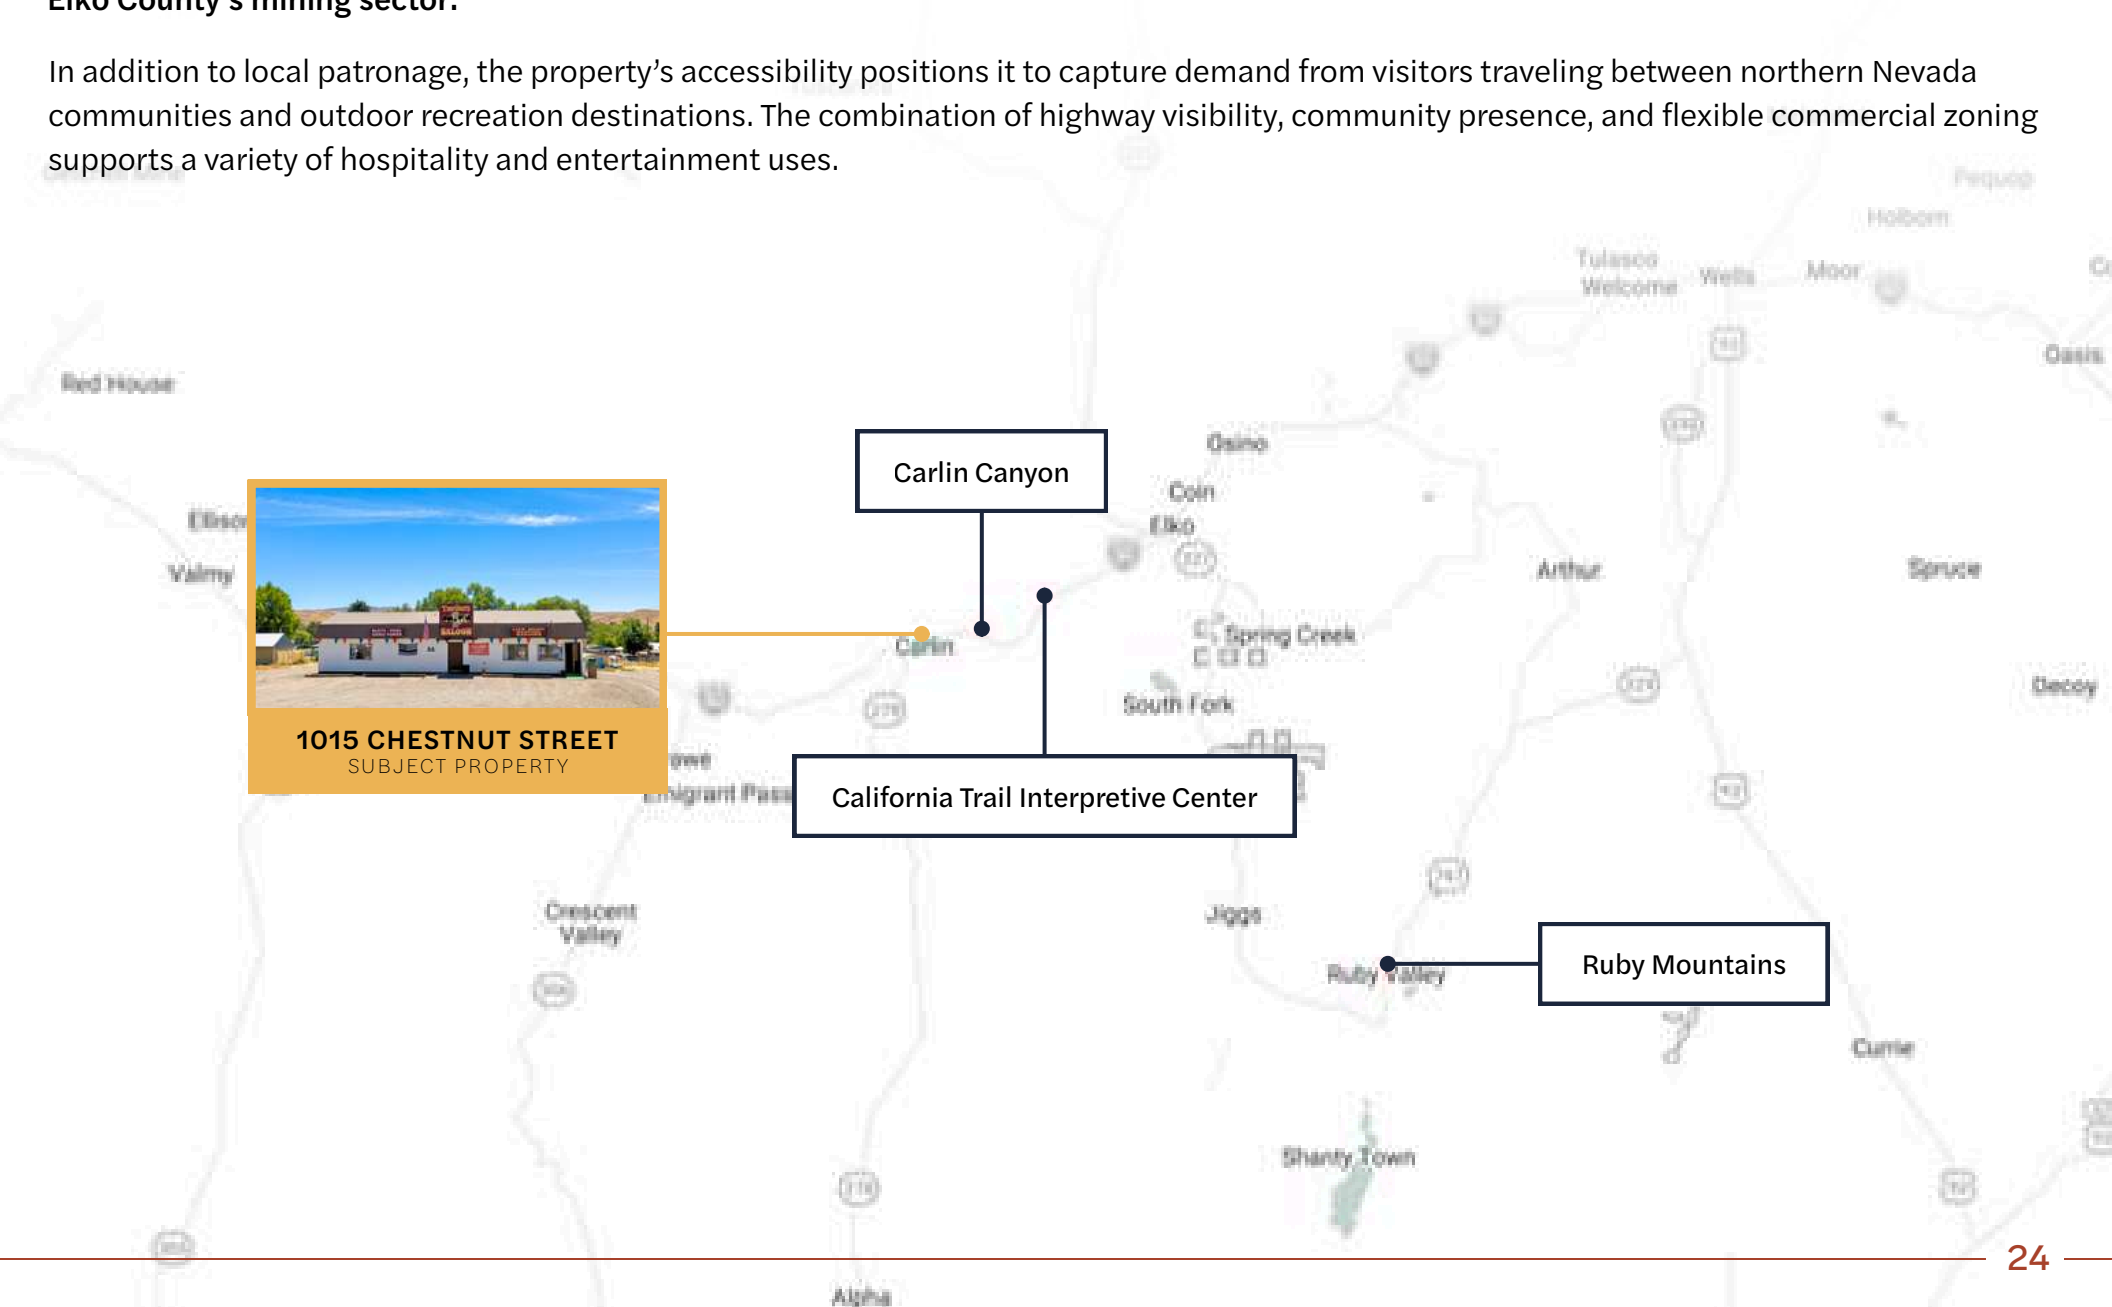 Elko County's mining sector.
In addition to local patronage, the property's accessibility positions it to capture demand from visitors traveling between northern Nevada
communities and outdoor recreation destinations. The combination of highway visibility, community presence, and flexible commercial zoning
supports a variety of hospitality and entertainment uses.
Pequop
Holborn
Tulasco
Welcome
Wells
Moor
Oasis
Red House
Carlin Canyon
Osino
Coin
Elko
Valmy
Arthur
Spruce
SALOON
Carlin
Spring Creek
South Fork
Decoy
1015 CHESTNUT STREET
SUBJECT PROPERTY
Emigrant Pass
California Trail Interpretive Center
Crescent
Valley
Jiggs
Ruby Valley
Ruby Mountains
Currie
Shanty Town
24
Alpha